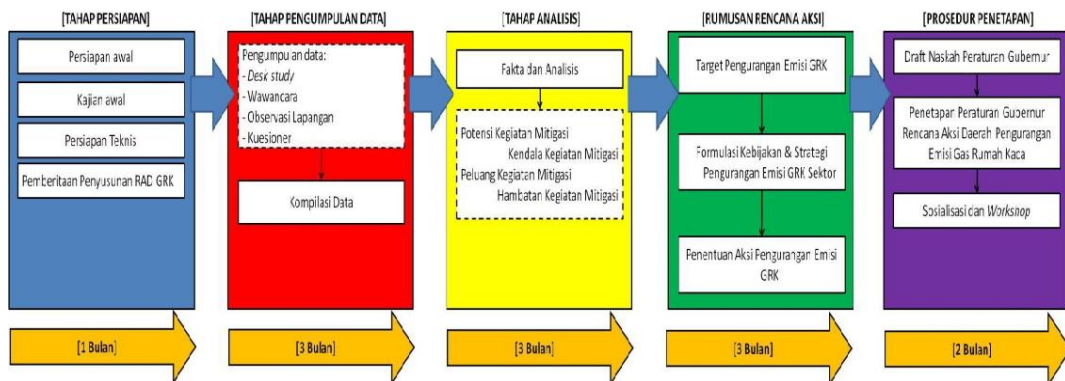 [TAHAP PERSIAPAN]
Persiapan awal
Kajian awal
Persiapan Teknis
Pemberitaan Penyusunan RAD GRK
[1 Bulan]
[TAHAP PENGUMPULAN DATA]
Pengumpulan data:
- Desk study
- Wawancara
- Observasi Lapangan
- Kuesioner
Kompilasi Data
[3 Bulan]
[TAHAP ANALISIS]
Fakta dan Analisis
Potensi Kegiatan Mitigasi
Kendala Kegiatan Mitigasi
Peluang Kegiatan Mitigasi
Hambatan Kegiatan Mitigasi
[3 Bulan]
[RUMUSAN RENCANA AKSI]
Target Pengurangan Emisi GRK
Formulasi Kebijakan & Strategi
Pengurangan Emisi GRK Sektor
Penentuan Aksi Pengurangan Emisi
GRK
[3 Bulan]
[PROSEDUR PENETAPAN]
Draft Naskah Peraturan Gubernur
Penetapar Peraturan Gubernur
Rencana Aksi Daerah Pengurangan
Emisi Gas Rumah Kaca
Sosialisasi dan Workshop
[2 Bulan]